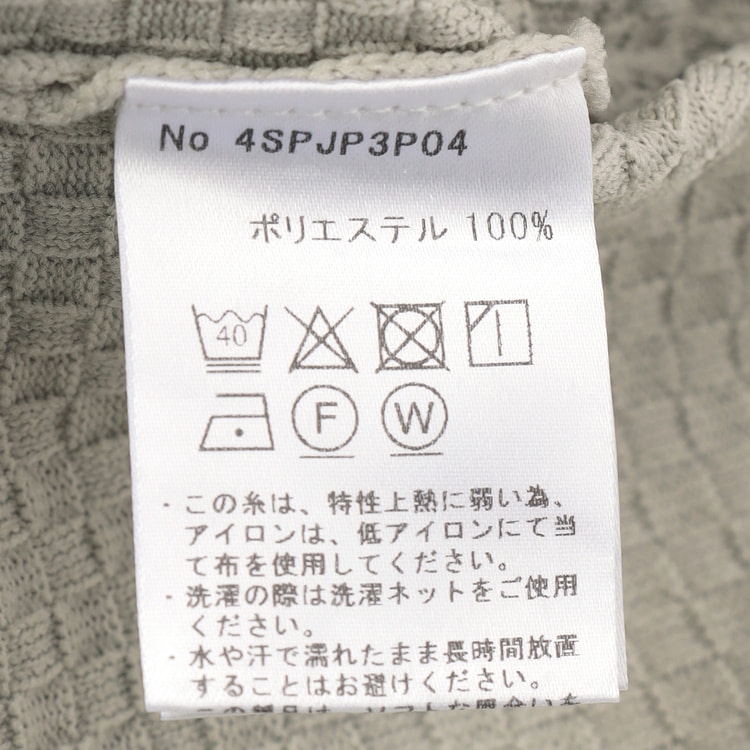 No 4SPJP3P04
ポリエステル 100%
40
F W
・この糸は、特性上熱に弱い為、
アイロンは、低アイロンにて当
て布を使用してください。
・洗濯の際は洗濯ネットをご使用
ください。
・水や汗で濡れたまま長時間放置
することはお避けください。